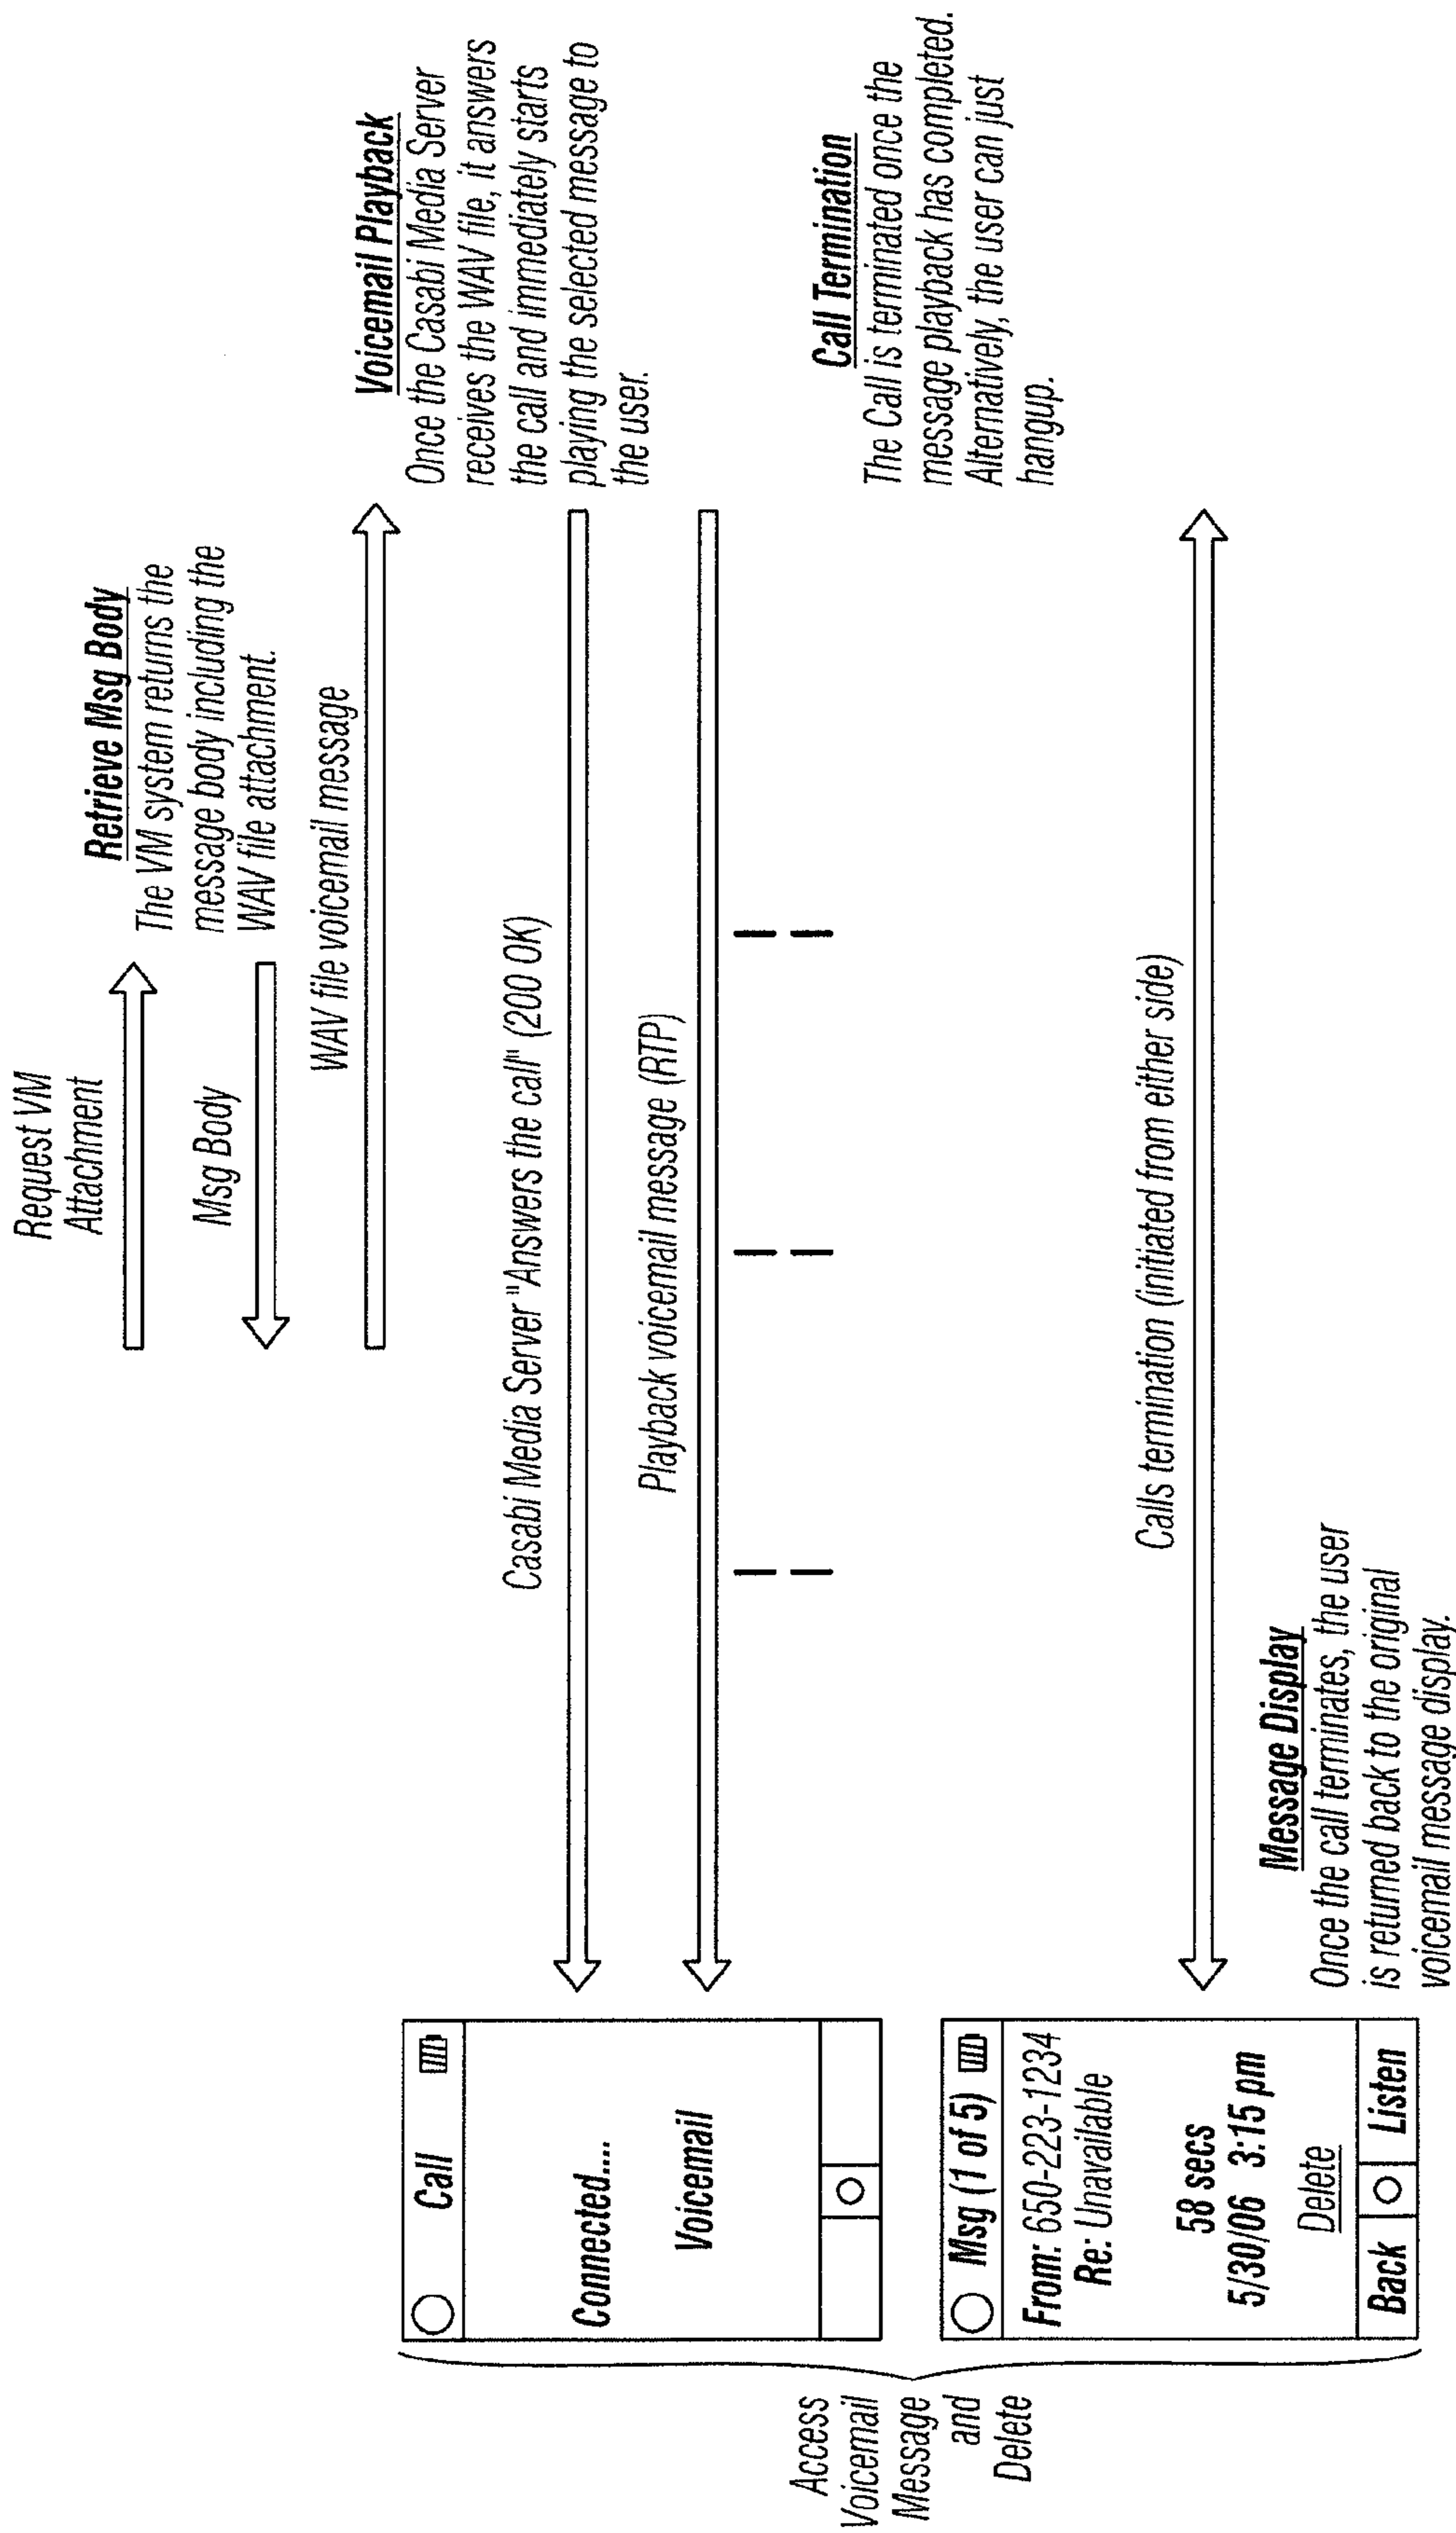 Request VM
Attachment
Retrieve Msg Body
The VM system returns the
message body including the
WAV file attachment.
Msg Body
WAV file voicemail message
Voicemail Playback
Once the Casabi Media Server
receives the WAV file, it answers
the call and immediately starts
playing the selected message to
the user.
Call
Connected...
Voicemail
Casabi Media Server "Answers the call" (200 OK)
Playback voicemail message (RTP)
Call Termination
The Call is terminated once the
message playback has completed.
Alternatively, the user can just
hangup.
Access
Voicemail
Message
and
Delete
Msg (1 of 5)
From: 650-223-1234
Re: Unavailable
58 secs
5/30/06 3:15 pm
Delete
Back
Listen
Calls termination (initiated from either side)
Message Display
Once the call terminates, the user
is returned back to the original
voicemail message display.